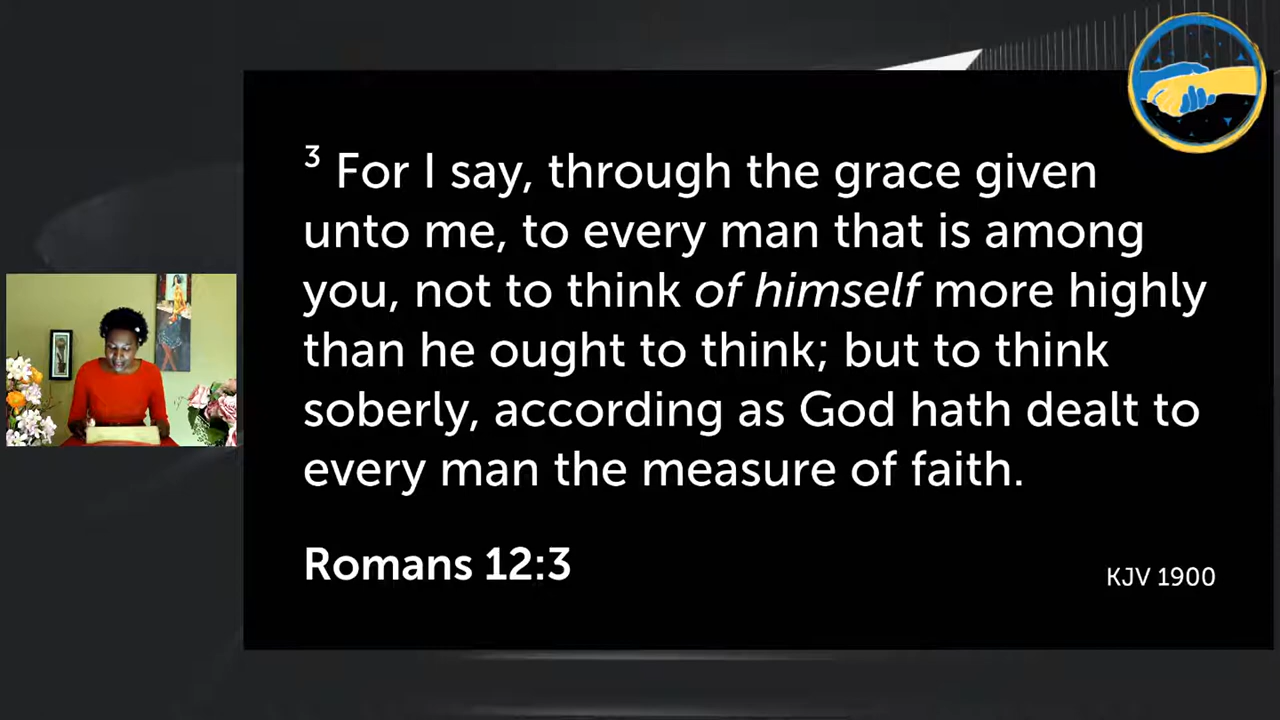 3 For I say, through the grace given
unto me, to every man that is among
you, not to think of himself more highly
than he ought to think; but to think
soberly, according as God hath dealt to
every man the measure of faith.
Romans 12:3
KJV 1900